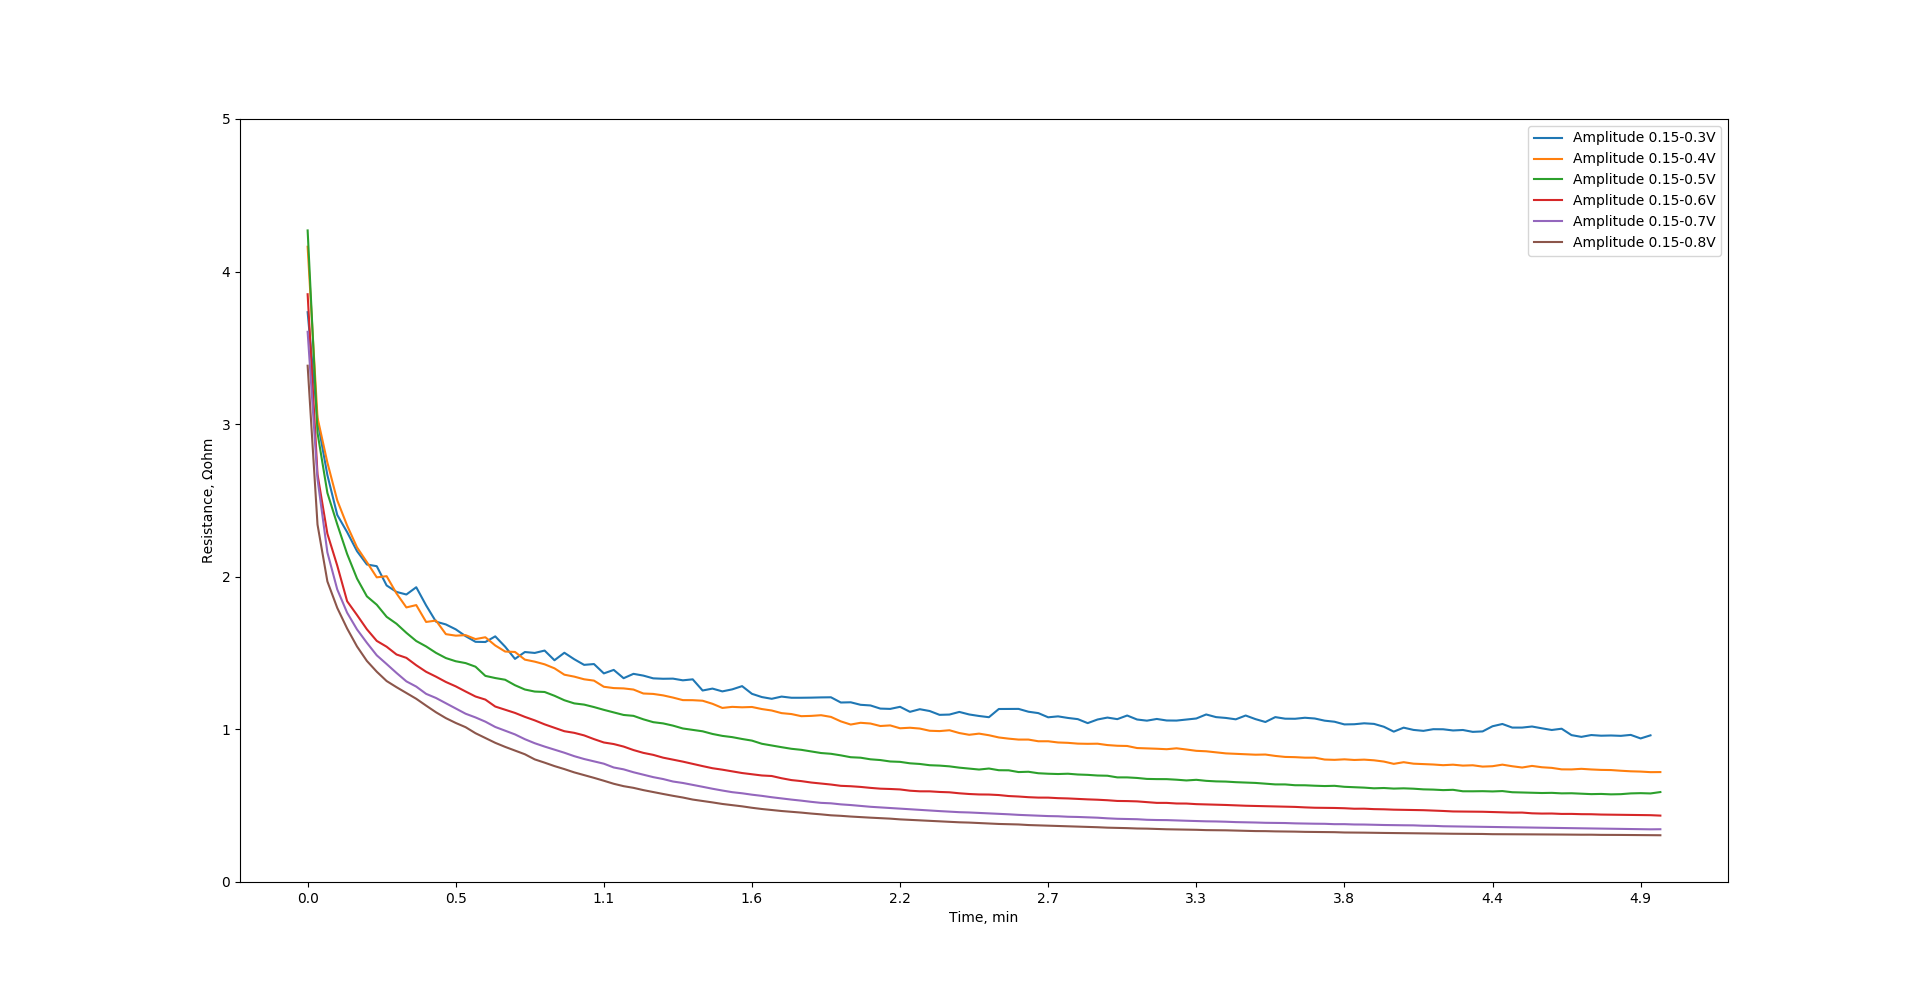 5
4
3
2
1
0
Resistance, Ωohm
Amplitude 0.15-0.3V
Amplitude 0.15-0.4V
Amplitude 0.15-0.5V
Amplitude 0.15-0.6V
Amplitude 0.15-0.7V
Amplitude 0.15-0.8V
0.0 0.5 1.1 1.6 2.2 2.7 3.3 3.8 4.4 4.9
Time, min